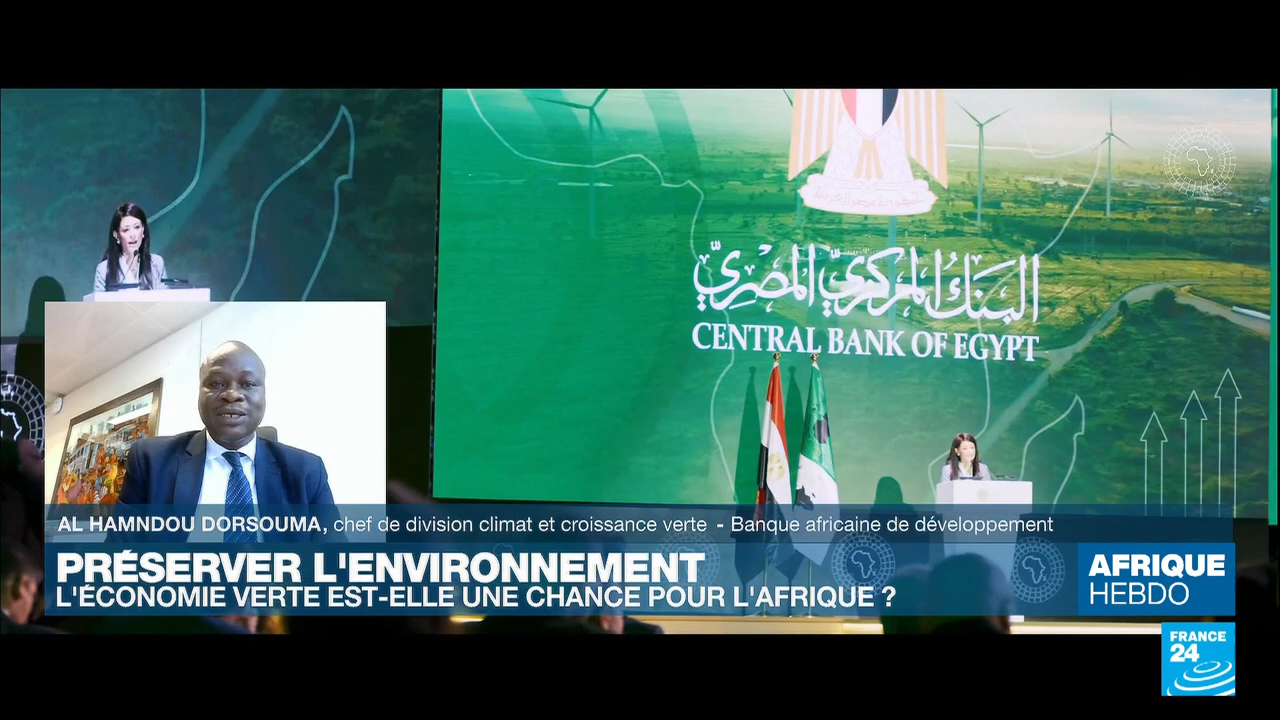 البنك المركزي المصري
CENTRAL BANK OF EGYPT
AL HAMNDOU DORSOUMA, chef de division climat et croissance verte - Banque africaine de développement
PRÉSERVER L'ENVIRONNEMENT
L'ÉCONOMIE VERTE EST-ELLE UNE CHANCE POUR L'AFRIQUE ?
AFRIQUE
HEBDO
FRANCE
24